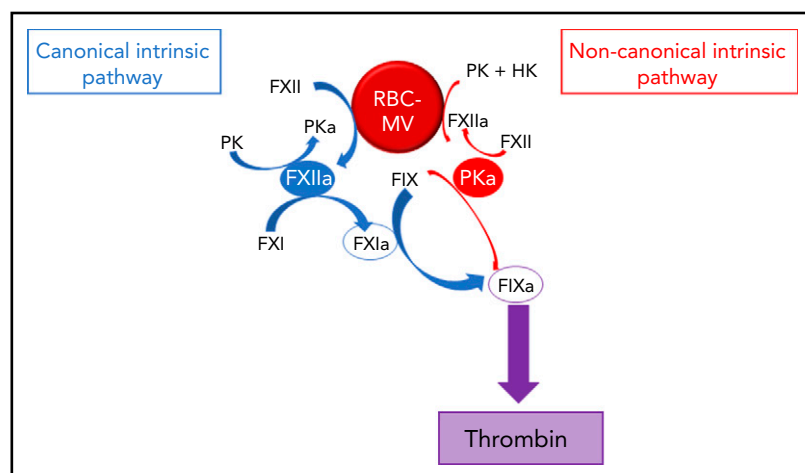 Canonical intrinsic
pathway
Non-canonical intrinsic
pathway
FXII
RBC-
MV
PK + HK
PKa
FXIIa
FXII
PK
FXIIa
FIX
PKa
FXI
FXIa
FIXa
Thrombin